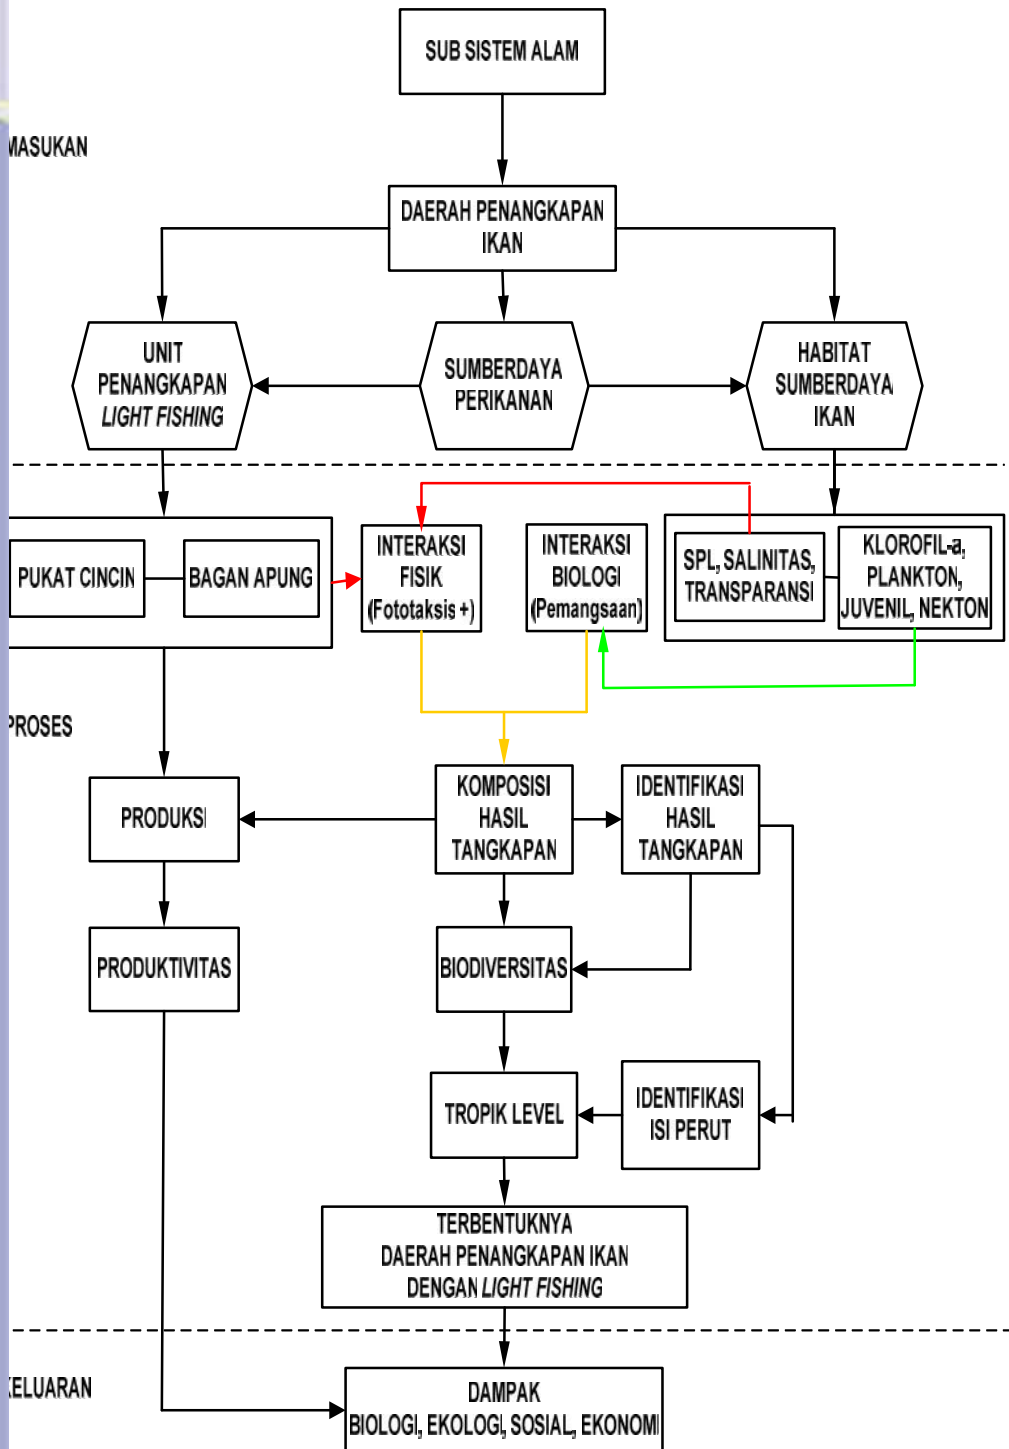 SUB SISTEM ALAM
MASUKAN
DAERAH PENANGKAPAN
IKAN
UNIT
PENANGKAPAN
LIGHT FISHING
SUMBERDAYA
PERIKANAN
HABITAT
SUMBERDAYA
IKAN
PUKAT CINCIN
BAGAN APUNG
INTERAKSI
FISIK
(Fototaksis +)
INTERAKSI
BIOLOGI
(Pemangsaan)
SPL, SALINITAS,
TRANSPARANSI
KLOROFIL-a,
PLANKTON,
JUVENIL, NEKTON
PROSES
PRODUKSI
KOMPOSISI
HASIL
TANGKAPAN
IDENTIFIKASI
HASIL
TANGKAPAN
PRODUKTIVITAS
BIODIVERSITAS
TROPIK LEVEL
IDENTIFIKASI
ISI PERUT
TERBENTUKNYA
DAERAH PENANGKAPAN IKAN
DENGAN LIGHT FISHING
KELUARAN
DAMPAK
BIOLOGI, EKOLOGI, SOSIAL, EKONOMI